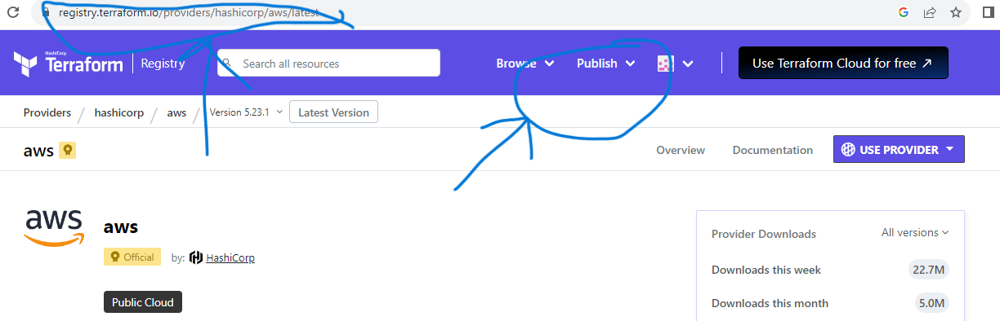 registry.terraform.io/providers/hashicorp/aws/latest
HashiCorp
Terraform
Registry
Search all resources
Browse
Publish
Use Terraform Cloud for free ↗
Providers / hashicorp / aws / Version 5.23.1 Latest Version
aws
Overview
Documentation
USE PROVIDER
aws
aws
Official by: HashiCorp
Public Cloud
Provider Downloads All versions
Downloads this week 22.7M
Downloads this month 5.0M